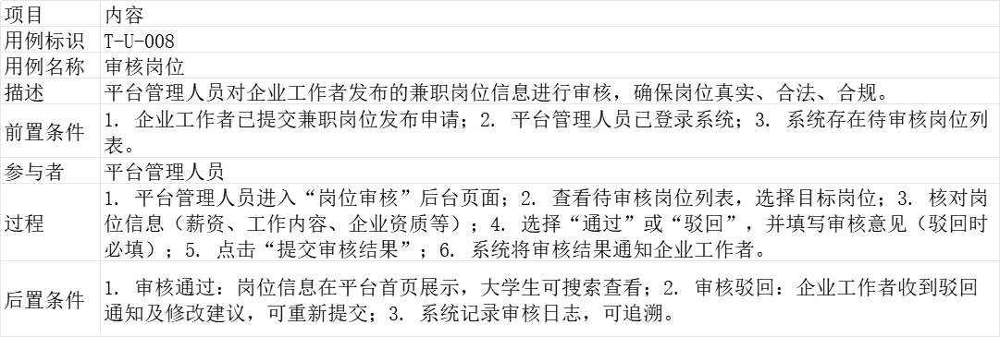 项目 内容
用例标识 T-U-008
用例名称 审核岗位
描述 平台管理人员对企业工作者发布的兼职岗位信息进行审核，确保岗位真实、合法、合规。
前置条件 1. 企业工作者已提交兼职岗位发布申请；2. 平台管理人员已登录系统；3. 系统存在待审核岗位列
表。
参与者 平台管理人员
过程 1. 平台管理人员进入“岗位审核”后台页面；2. 查看待审核岗位列表，选择目标岗位；3. 核对岗
位信息（薪资、工作内容、企业资质等）；4. 选择“通过”或“驳回”，并填写审核意见（驳回时
必填）；5. 点击“提交审核结果”；6. 系统将审核结果通知企业工作者。
后置条件 1. 审核通过：岗位信息在平台首页展示，大学生可搜索查看；2. 审核驳回：企业工作者收到驳回
通知及修改建议，可重新提交；3. 系统记录审核日志，可追溯。